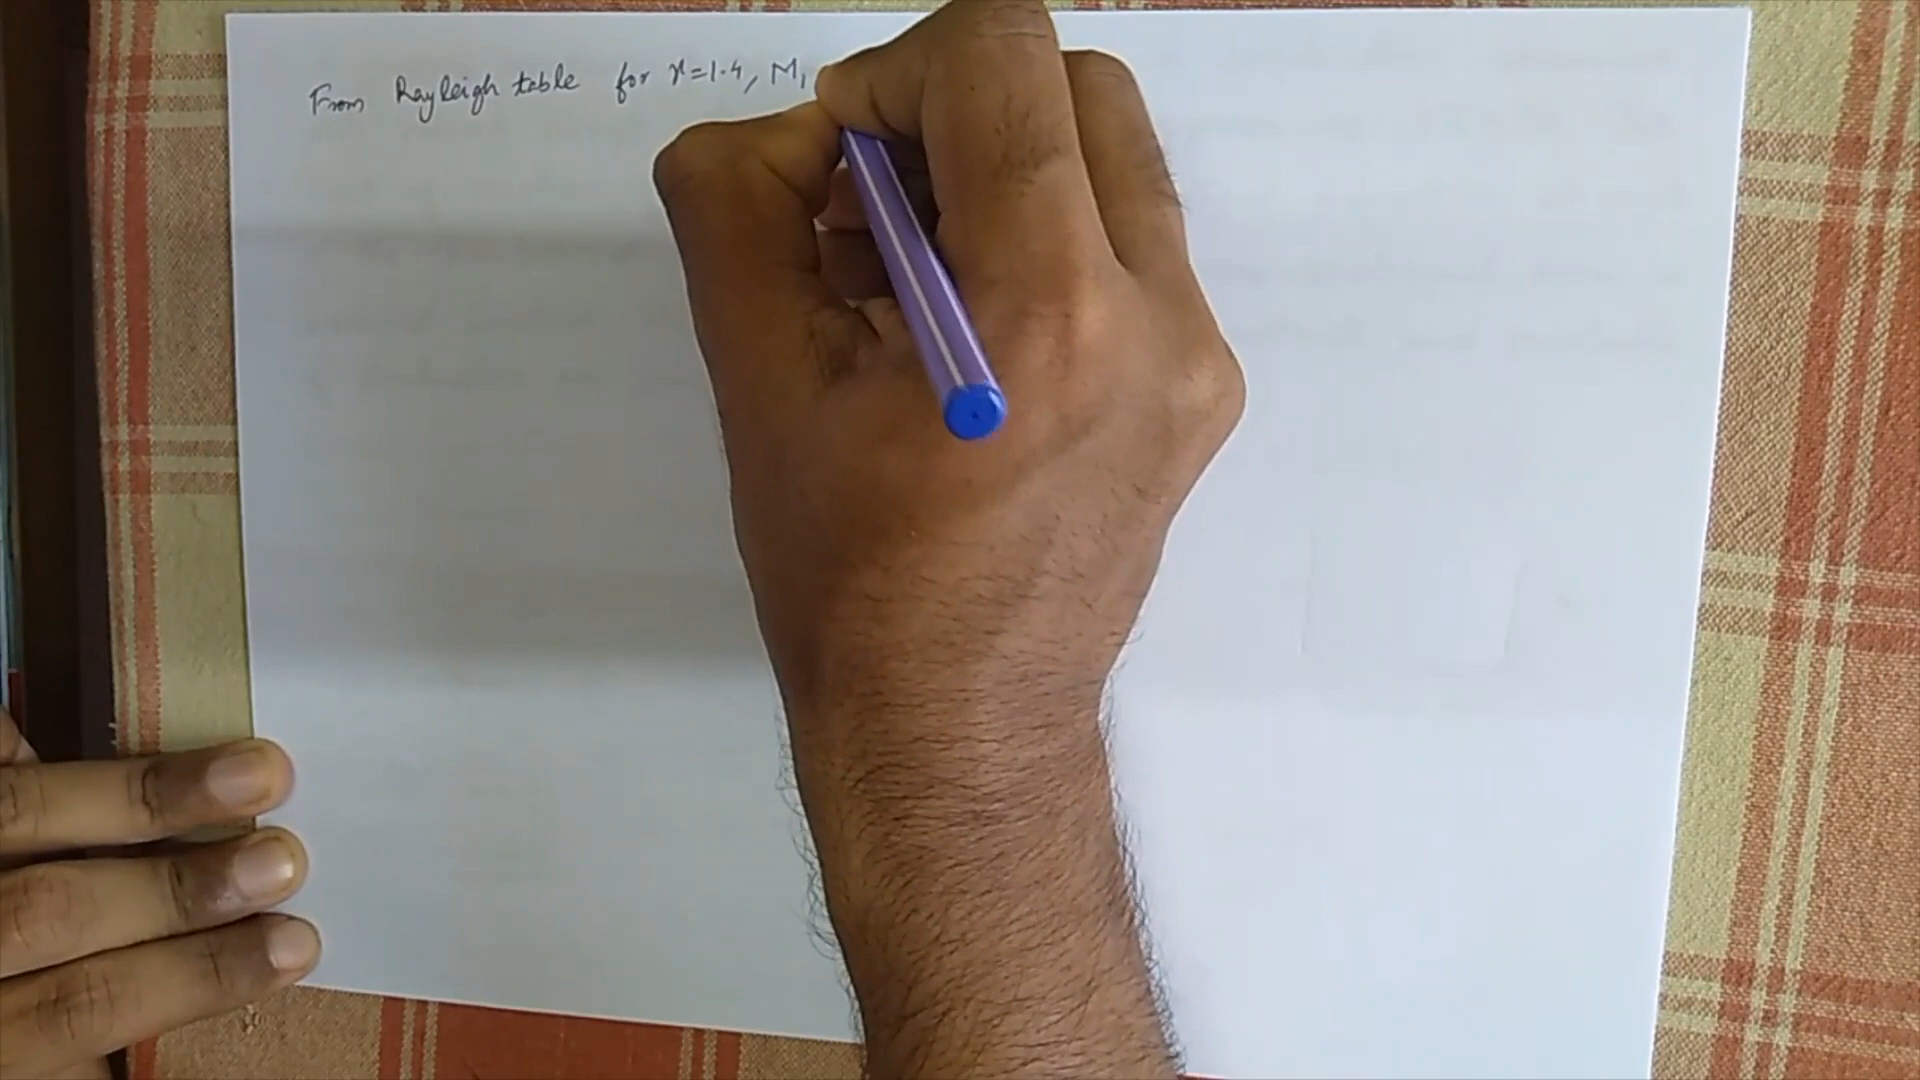 From Rayleigh table for γ=1.4, M₁